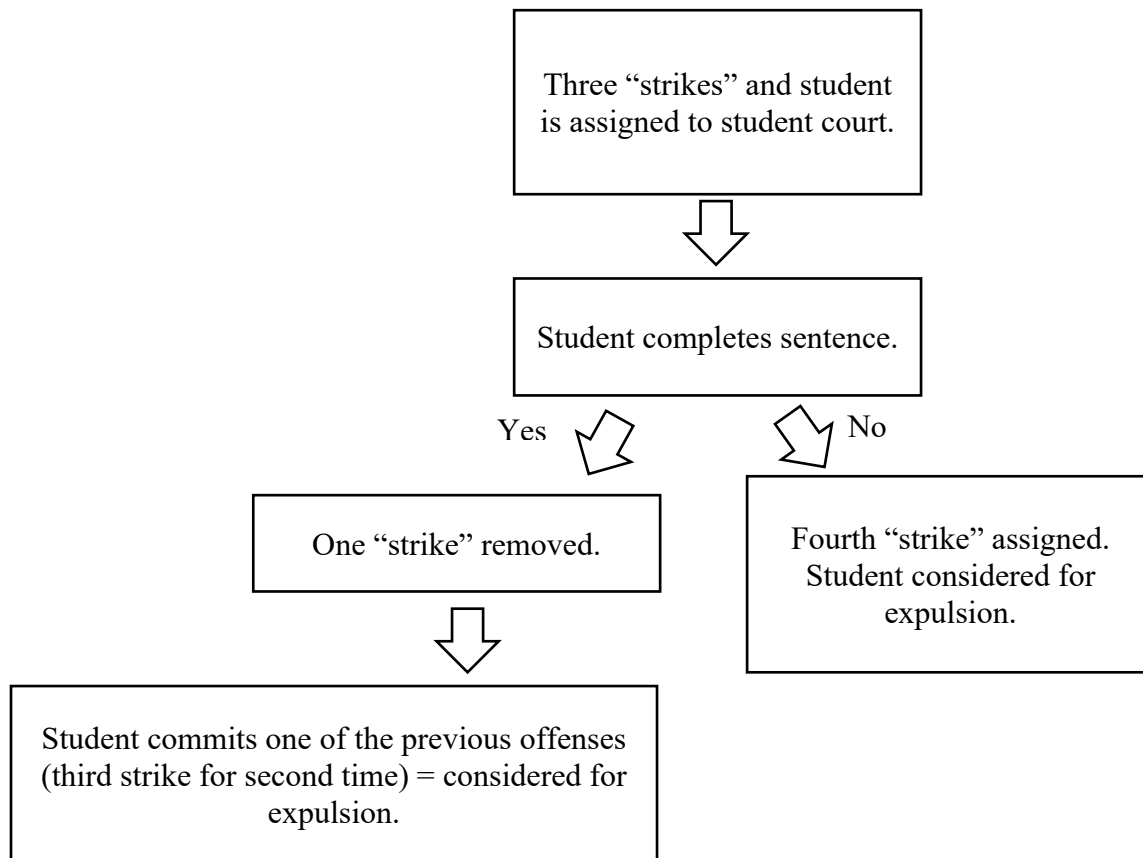 Three “strikes” and student
is assigned to student court.
Student completes sentence.
Yes
No
One “strike” removed.
Fourth “strike” assigned.
Student considered for
expulsion.
Student commits one of the previous offenses
(third strike for second time) = considered for
expulsion.